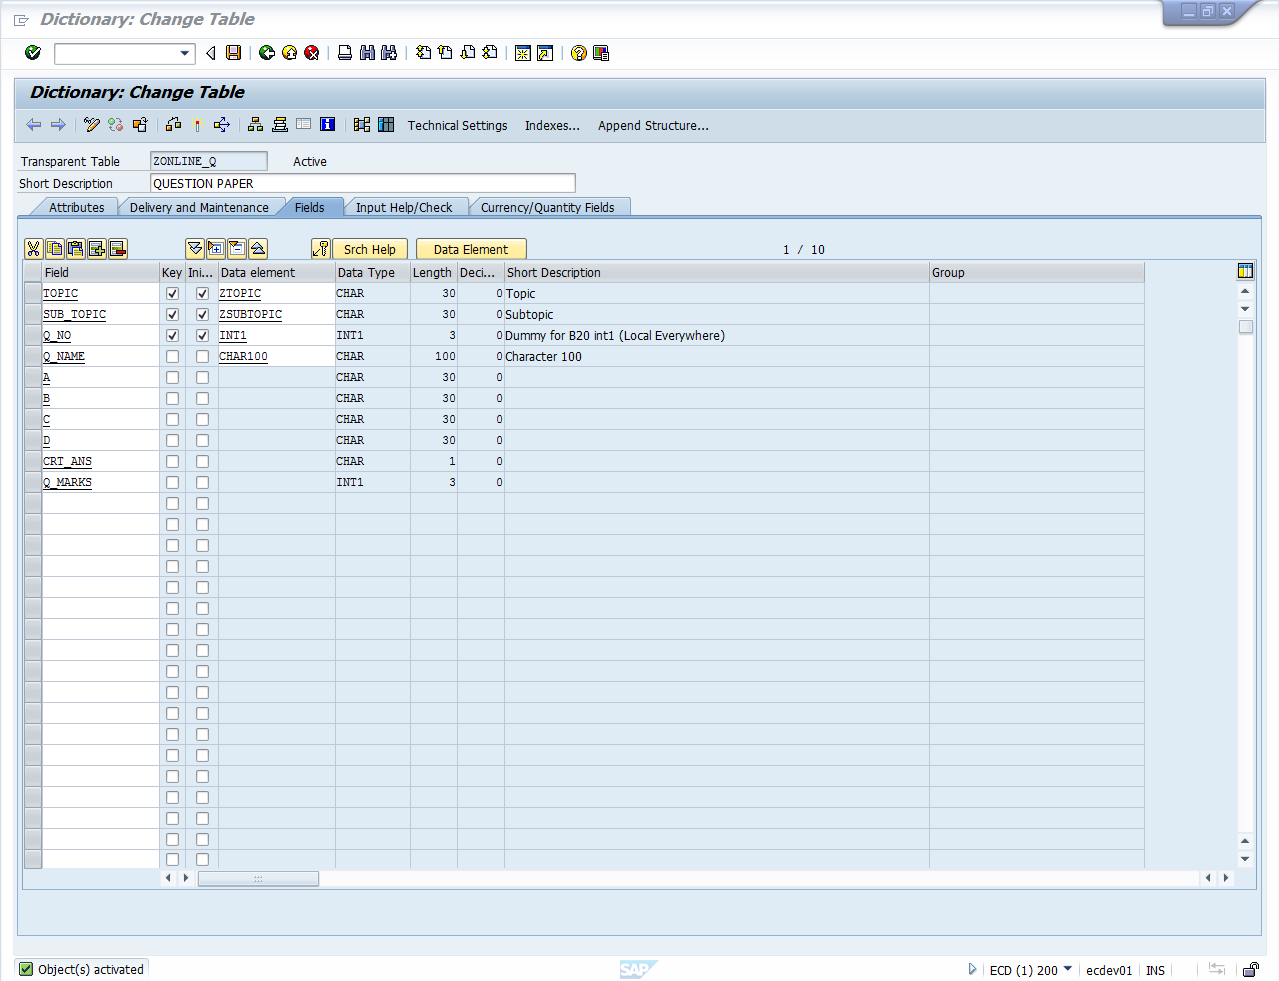 Dictionary: Change Table
Dictionary: Change Table
Technical Settings Indexes... Append Structure...
Transparent Table ZONLINE_Q Active
Short Description QUESTION PAPER
Attributes Delivery and Maintenance Fields Input Help/Check Currency/Quantity Fields
Srch Help Data Element 1 / 10
Field Key Ini... Data element Data Type Length Deci... Short Description Group
TOPIC ZTOPIC CHAR 30 0 Topic
SUB_TOPIC ZSUBTOPIC CHAR 30 0 Subtopic
Q_NO INT1 INT1 3 0 Dummy for B20 int1 (Local Everywhere)
Q_NAME CHAR100 CHAR 100 0 Character 100
A CHAR 30 0
B CHAR 30 0
C CHAR 30 0
D CHAR 30 0
CRT_ANS CHAR 1 0
Q_MARKS INT1 3 0
Object(s) activated SAP ECD (1) 200 ecdev01 INS